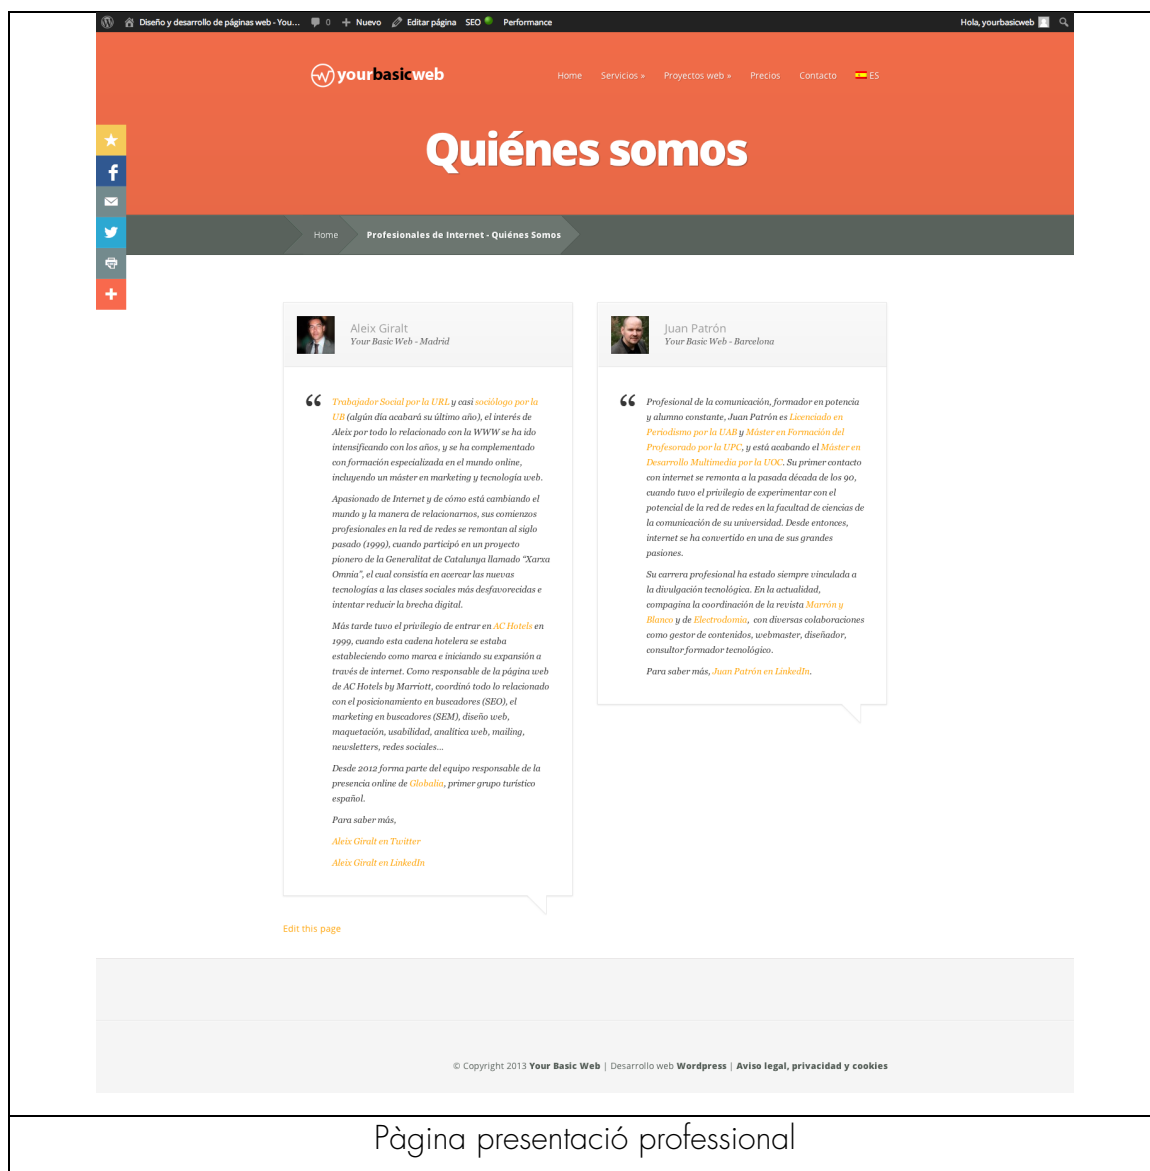 Diseño y desarrollo de páginas web - You... 0 Nuevo Editar página SEO Performance Hola, yourbasicweb
yourbasicweb Home Servicios » Proyectos web » Precios Contacto ES
Quiénes somos
Home Profesionales de Internet - Quiénes Somos
Aleix Giralt
Your Basic Web - Madrid
“ Trabajador Social por la URL y casi sociólogo por la
UB (algún día acabará su último año), el interés de
Aleix por todo lo relacionado con la WWW se ha ido
intensificando con los años, y se ha complementado
con formación especializada en el mundo online,
incluyendo un máster en marketing y tecnología web.
Apasionado de Internet y de cómo está cambiando el
mundo y la manera de relacionarnos, sus comienzos
profesionales en la red de redes se remontan al siglo
pasado (1999), cuando participó en un proyecto
pionero de la Generalitat de Catalunya llamado “Xarxa
Omnia”, el cual consistía en acercar las nuevas
tecnologías a las clases sociales más desfavorecidas e
intentar reducir la brecha digital.
Más tarde tuvo el privilegio de entrar en AC Hotels en
1999, cuando esta cadena hotelera se estaba
estableciendo como marca e iniciando su expansión a
través de internet. Como responsable de la página web
de AC Hotels by Marriott, coordinó todo lo relacionado
con el posicionamiento en buscadores (SEO), el
marketing en buscadores (SEM), diseño web,
maquetación, usabilidad, analítica web, mailing,
newsletters, redes sociales...
Desde 2012 forma parte del equipo responsable de la
presencia online de Globalia, primer grupo turístico
español.
Para saber más,
Aleix Giralt en Twitter
Aleix Giralt en LinkedIn
Juan Patrón
Your Basic Web - Barcelona
“ Profesional de la comunicación, formador en potencia
y alumno constante, Juan Patrón es Licenciado en
Periodismo por la UAB y Máster en Formación del
Profesorado por la UPC, y está acabando el Máster en
Desarrollo Multimedia por la UOC. Su primer contacto
con internet se remonta a la pasada década de los 90,
cuando tuvo el privilegio de experimentar con el
potencial de la red de redes en la facultad de ciencias de
la comunicación de su universidad. Desde entonces,
internet se ha convertido en una de sus grandes
pasiones.
Su carrera profesional ha estado siempre vinculada a
la divulgación tecnológica. En la actualidad,
compagina la coordinación de la revista Marrón y
Blanco y de Electrodomia, con diversas colaboraciones
como gestor de contenidos, webmaster, diseñador,
consultor formador tecnológico.
Para saber más, Juan Patrón en LinkedIn.
Edit this page
© Copyright 2013 Your Basic Web | Desarrollo web Wordpress | Aviso legal, privacidad y cookies
Pàgina presentació professional